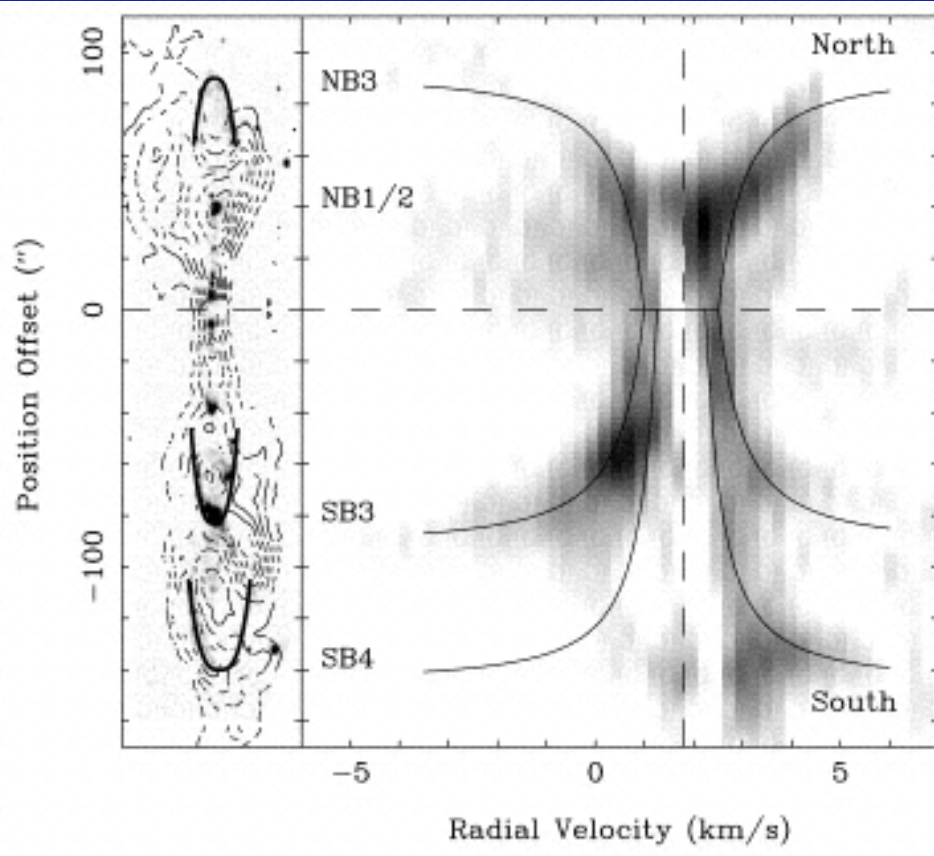 100
0
−100
Position Offset (″)
North
NB3
NB1/2
SB3
SB4
South
−5 0 5
Radial Velocity (km/s)